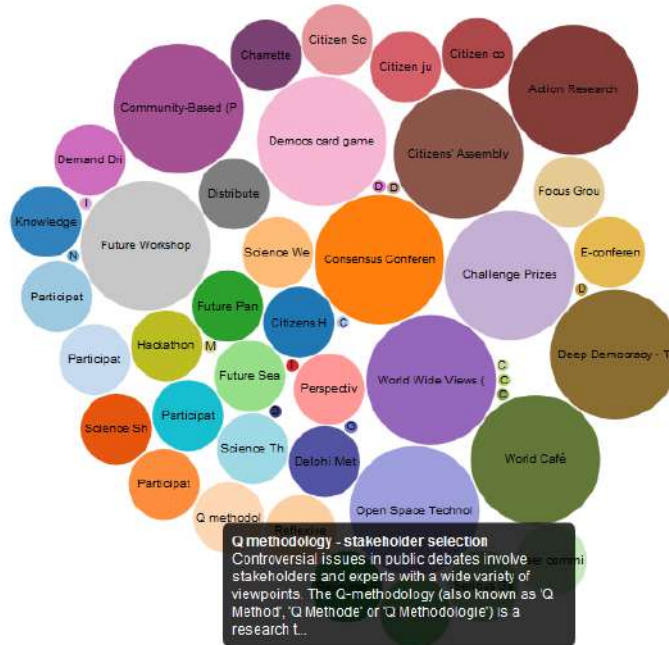 Citizen Sc
Charrette
Citizen ju
Citizen co
Action Research
Community-Based (P
Democs card game
Citizens' Assembly
Demand Dri
Distribute
D
D
Focus Grou
I
Knowledge
Future Workshop
Science We
Consensus Conferen
Challenge Prizes
E-conferen
N
Participat
Future Pan
Citizens H
C
D
Hackathon
M
Participat
Future Sea
Perspectiv
World Wide Views (
C
C
C
Deep Democracy - T
Participat
Science Sh
Science Th
Delphi Met
World Café
Participat
Q methodol
Reflexive
Open Space Technol
Q methodology - stakeholder selection
Controversial issues in public debates involve
stakeholders and experts with a wide variety of
viewpoints. The Q-methodology (also known as 'Q
Method', 'Q Methode' or 'Q Methodologie') is a
research t...
commi